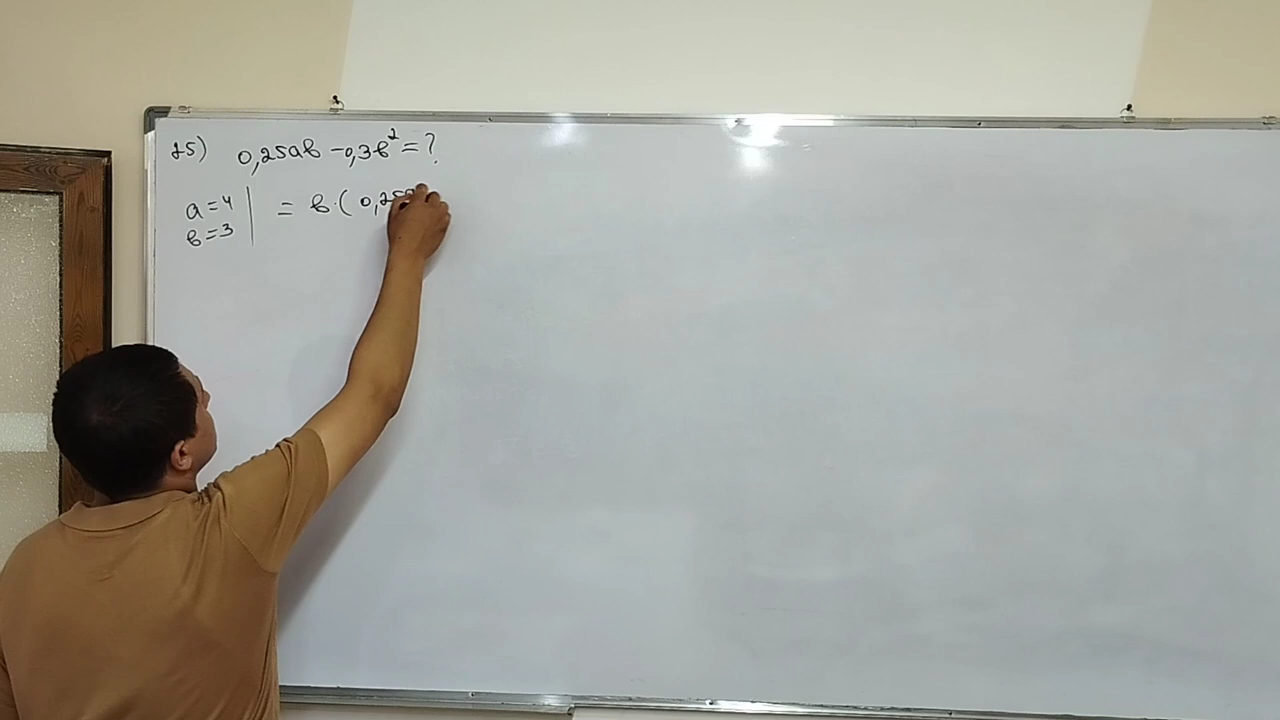 25) 0,25ab - 0,3b² = ?
a = 4
b = 3
= b · ( 0,25